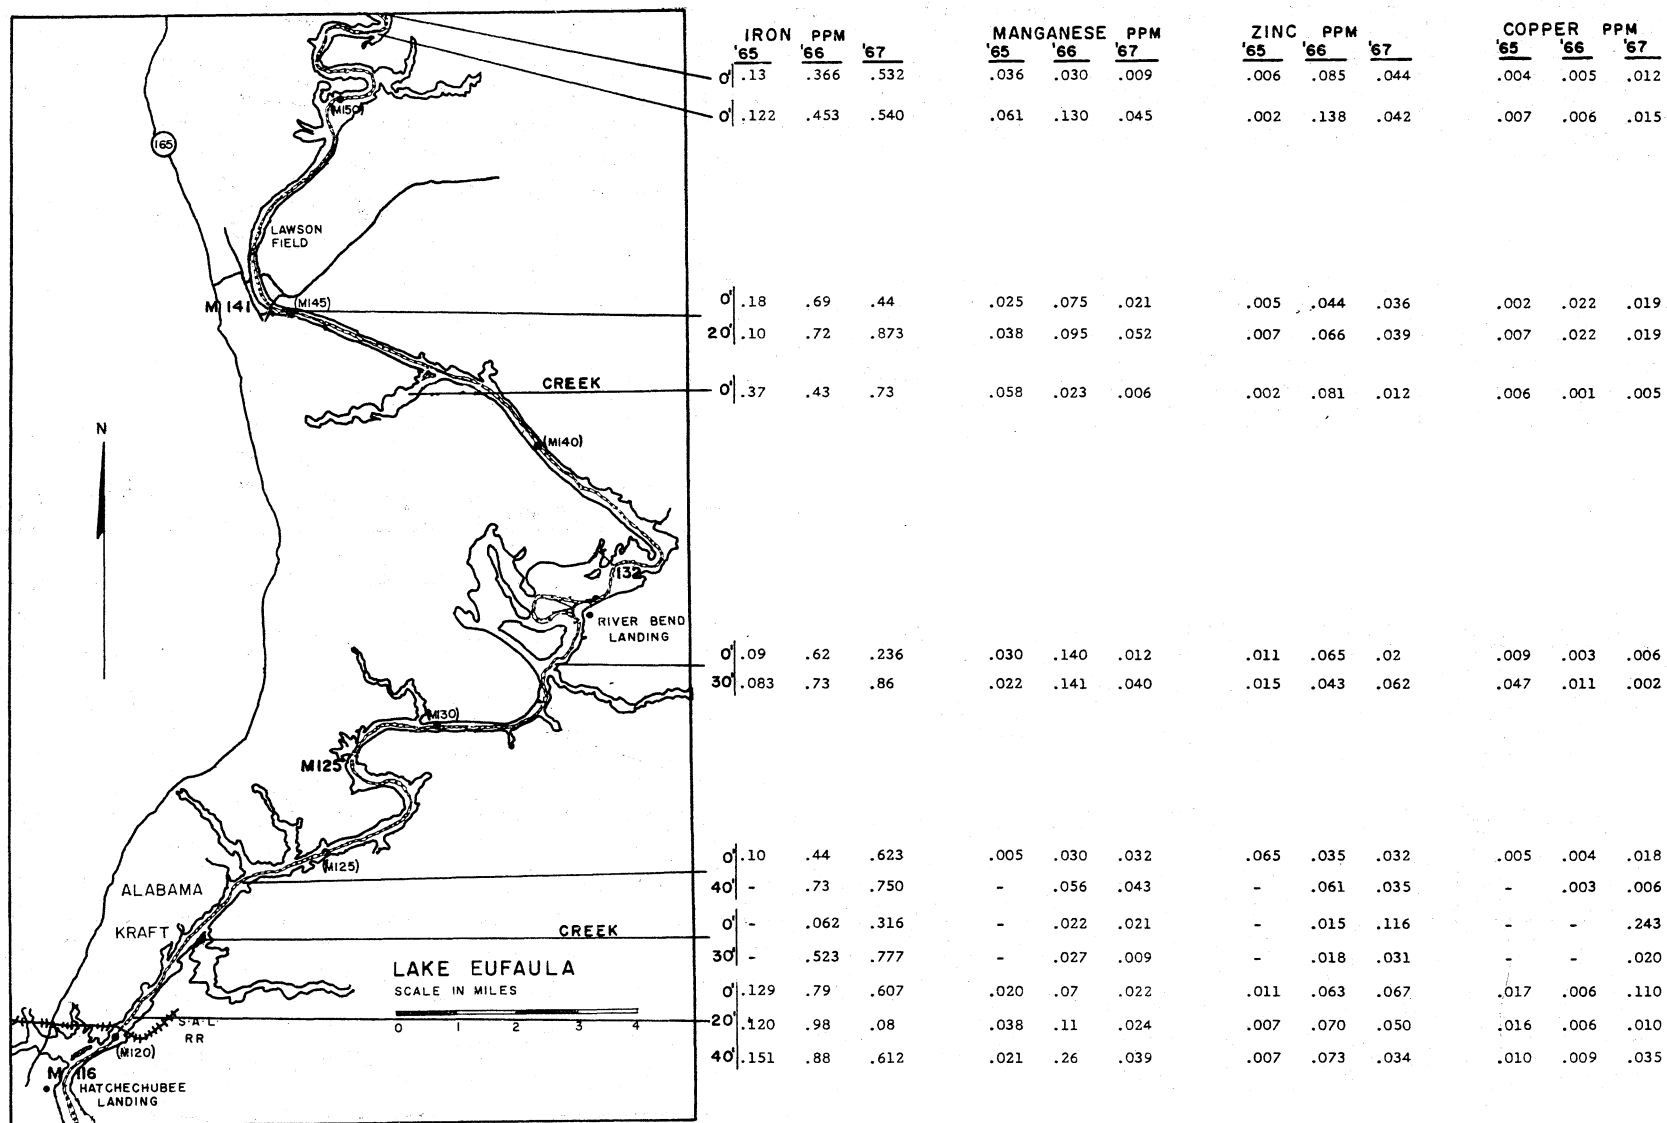 IRON PPM MANGANESE PPM ZINC PPM COPPER PPM
'65 '66 '67 '65 '66 '67 '65 '66 '67 '65 '66 '67
0' .13 .366 .532 .036 .030 .009 .006 .085 .044 .004 .005 .012
(M150)
0' .122 .453 .540 .061 .130 .045 .002 .138 .042 .007 .006 .015
165
LAWSON
FIELD
M 141 (M145)
0' .18 .69 .44 .025 .075 .021 .005 .044 .036 .002 .022 .019
20' .10 .72 .873 .038 .095 .052 .007 .066 .039 .007 .022 .019
CREEK 0' .37 .43 .73 .058 .023 .006 .002 .081 .012 .006 .001 .005
N
(M140)
132
RIVER BEND
LANDING
0' .09 .62 .236 .030 .140 .012 .011 .065 .02 .009 .003 .006
30' .083 .73 .86 .022 .141 .040 .015 .043 .062 .047 .011 .002
(M130)
M125
0' .10 .44 .623 .005 .030 .032 .065 .035 .032 .005 .004 .018
(M125)
ALABAMA 40' - .73 .750 - .056 .043 - .061 .035 - .003 .006
KRAFT CREEK 0' - .062 .316 - .022 .021 - .015 .116 - - .243
30' - .523 .777 - .027 .009 - .018 .031 - - .020
LAKE EUFAULA
SCALE IN MILES
0' .129 .79 .607 .020 .07 .022 .011 .063 .067 .017 .006 .110
0 1 2 3 4
S-A-L
RR
20' .120 .98 .08 .038 .11 .024 .007 .070 .050 .016 .006 .010
(M120)
40' .151 .88 .612 .021 .26 .039 .007 .073 .034 .010 .009 .035
M 116
HATCHECHUBEE
LANDING